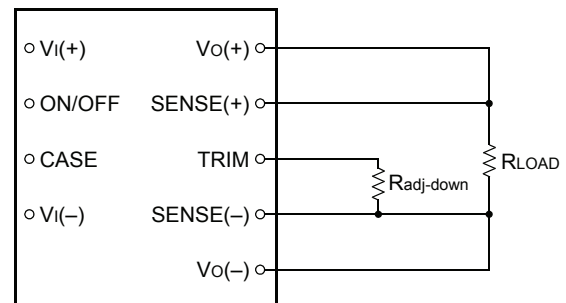 VI(+) VO(+)
ON/OFF SENSE(+)
CASE TRIM
Radj-down
RLOAD
VI(–) SENSE(–)
VO(–)